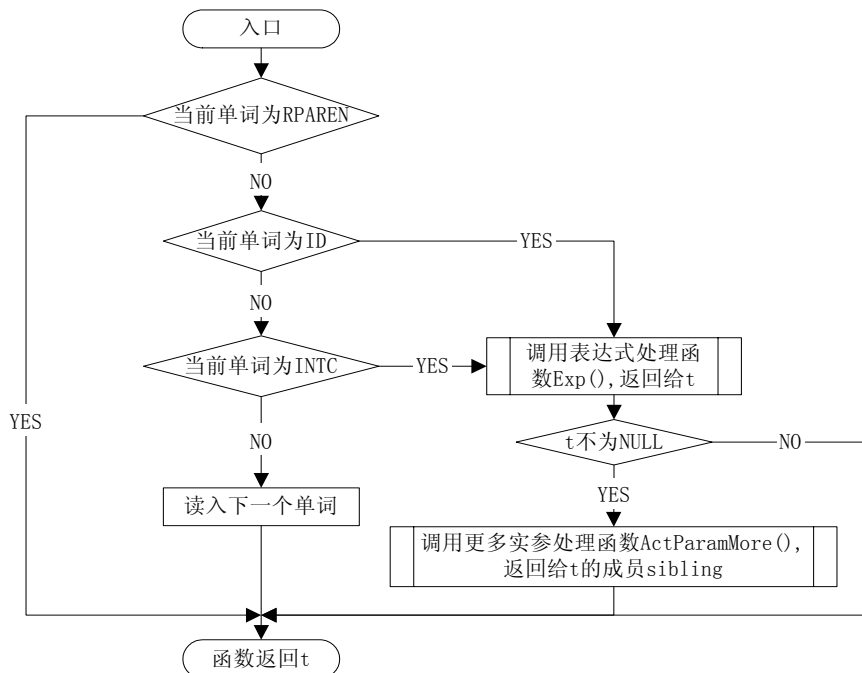 入口
当前单词为RPAREN
NO
当前单词为ID
YES
NO
当前单词为INTC
YES
调用表达式处理函
数Exp(),返回给t
YES
NO
t不为NULL
NO
读入下一个单词
YES
调用更多实参处理函数ActParamMore(),
返回给t的成员sibling
函数返回t